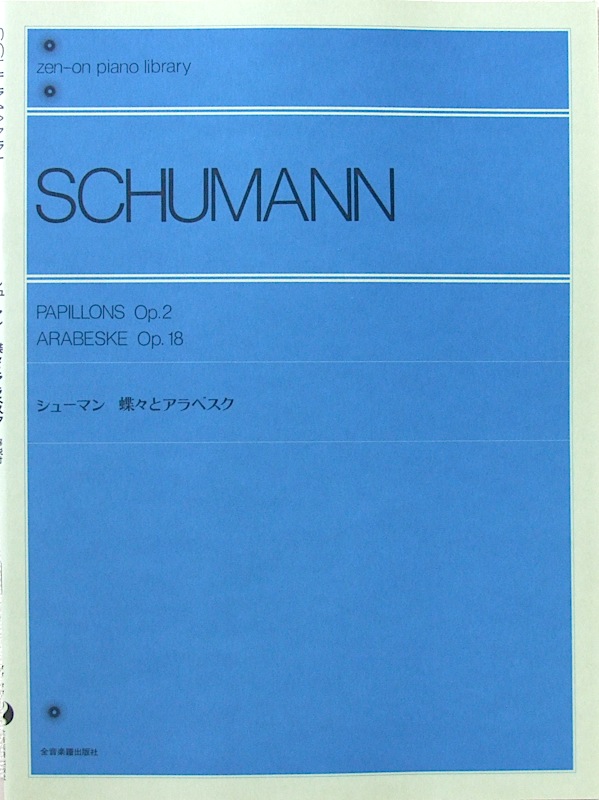 zen-on piano library
SCHUMANN
PAPILLONS Op.2
ARABESKE Op.18
シューマン 蝶々とアラベスク
全音楽譜出版社